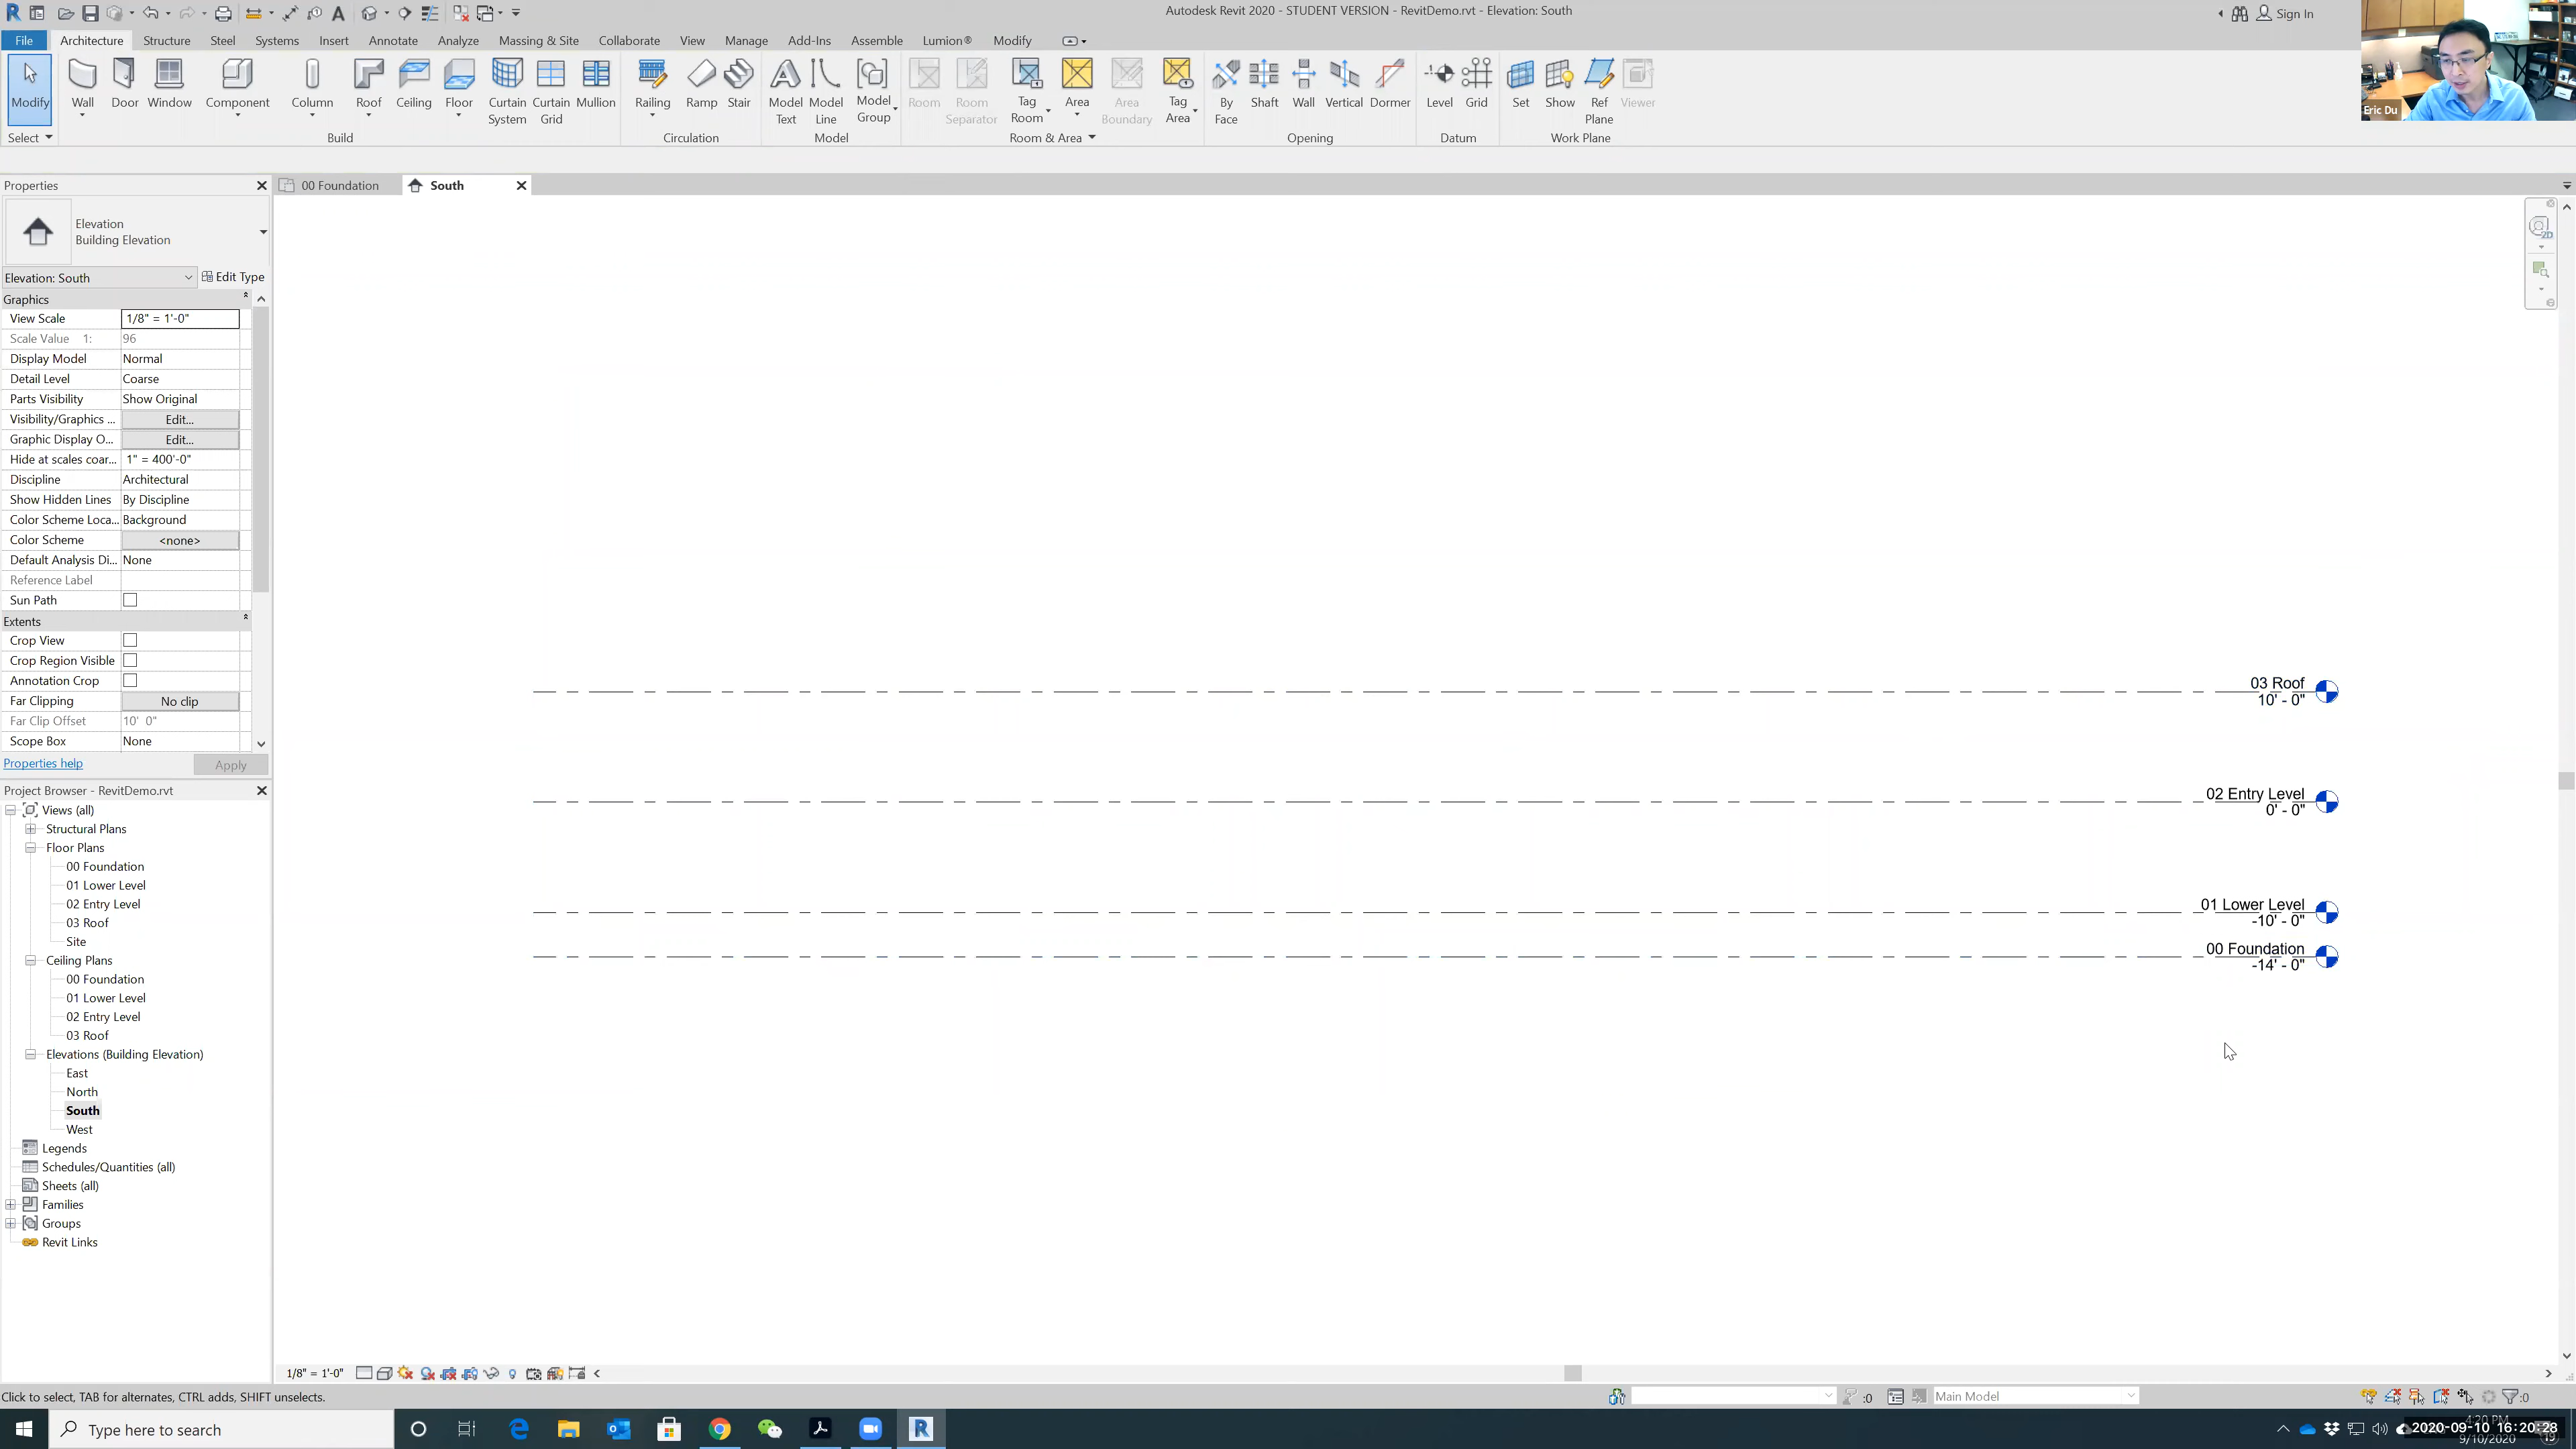 Autodesk Revit 2020 - STUDENT VERSION - RevitDemo.rvt - Elevation: South
Sign In
File Architecture Structure Steel Systems Insert Annotate Analyze Massing & Site Collaborate View Manage Add-Ins Assemble Lumion® Modify
Modify Wall Door Window Component Column Roof Ceiling Floor Curtain System Curtain Grid Mullion Railing Ramp Stair Model Text Model Line Model Group Room Room Separator Tag Room Area Area Boundary Tag Area By Face Shaft Wall Vertical Dormer Level Grid Set Show Ref Plane Viewer
Eric Du
Select Build Circulation Model Room & Area Opening Datum Work Plane
Properties
00 Foundation
South
Elevation
Building Elevation
Elevation: South Edit Type
Graphics
View Scale 1/8" = 1'-0"
Scale Value 1: 96
Display Model Normal
Detail Level Coarse
Parts Visibility Show Original
Visibility/Graphics ... Edit...
Graphic Display O... Edit...
Hide at scales coar... 1" = 400'-0"
Discipline Architectural
Show Hidden Lines By Discipline
Color Scheme Loca... Background
Color Scheme <none>
Default Analysis Di... None
Reference Label
Sun Path
Extents
Crop View
Crop Region Visible
Annotation Crop
Far Clipping No clip
Far Clip Offset 10' 0"
Scope Box None
Properties help Apply
Project Browser - RevitDemo.rvt
Views (all)
Structural Plans
Floor Plans
00 Foundation
01 Lower Level
02 Entry Level
03 Roof
Site
Ceiling Plans
00 Foundation
01 Lower Level
02 Entry Level
03 Roof
Elevations (Building Elevation)
East
North
South
West
Legends
Schedules/Quantities (all)
Sheets (all)
Families
Groups
Revit Links
03 Roof
10' - 0"
02 Entry Level
0' - 0"
01 Lower Level
-10' - 0"
00 Foundation
-14' - 0"
1/8" = 1'-0"
Click to select, TAB for alternates, CTRL adds, SHIFT unselects.
:0
Main Model
:0
Type here to search
4:20 PM
2020-09-10 16:20:28
9/10/2020